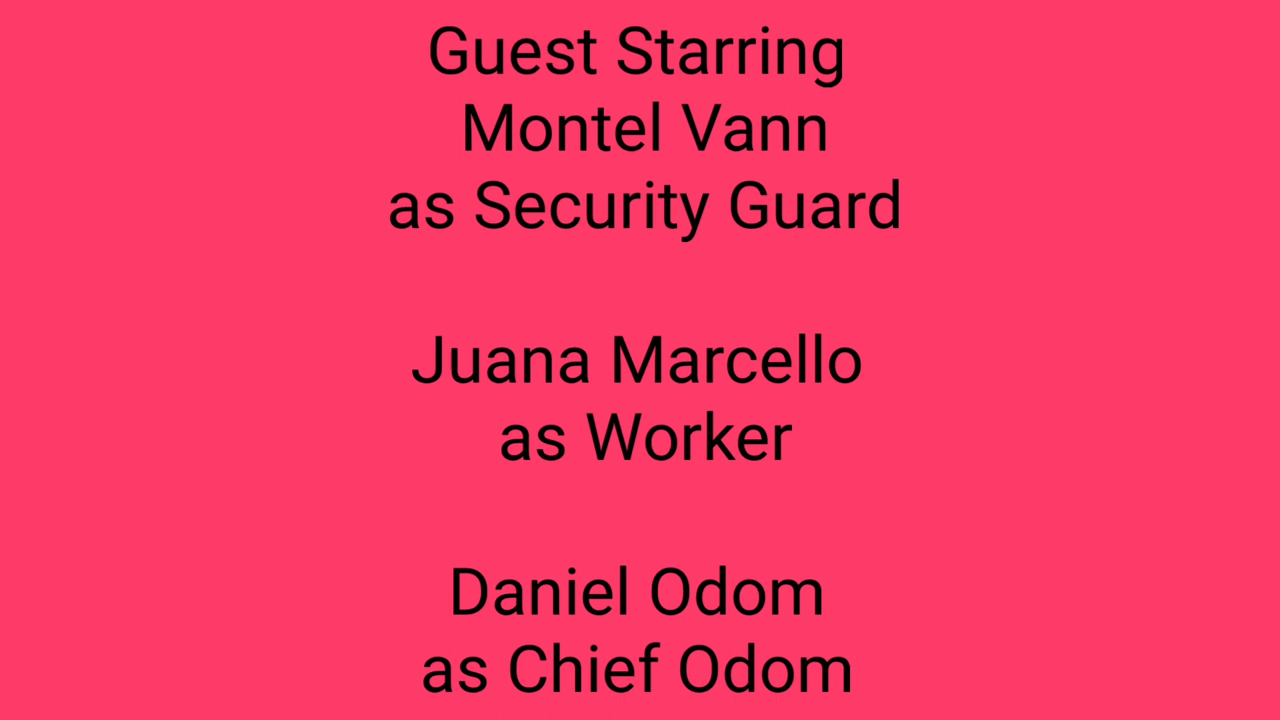 Guest Starring
Montel Vann
as Security Guard
Juana Marcello
as Worker
Daniel Odom
as Chief Odom